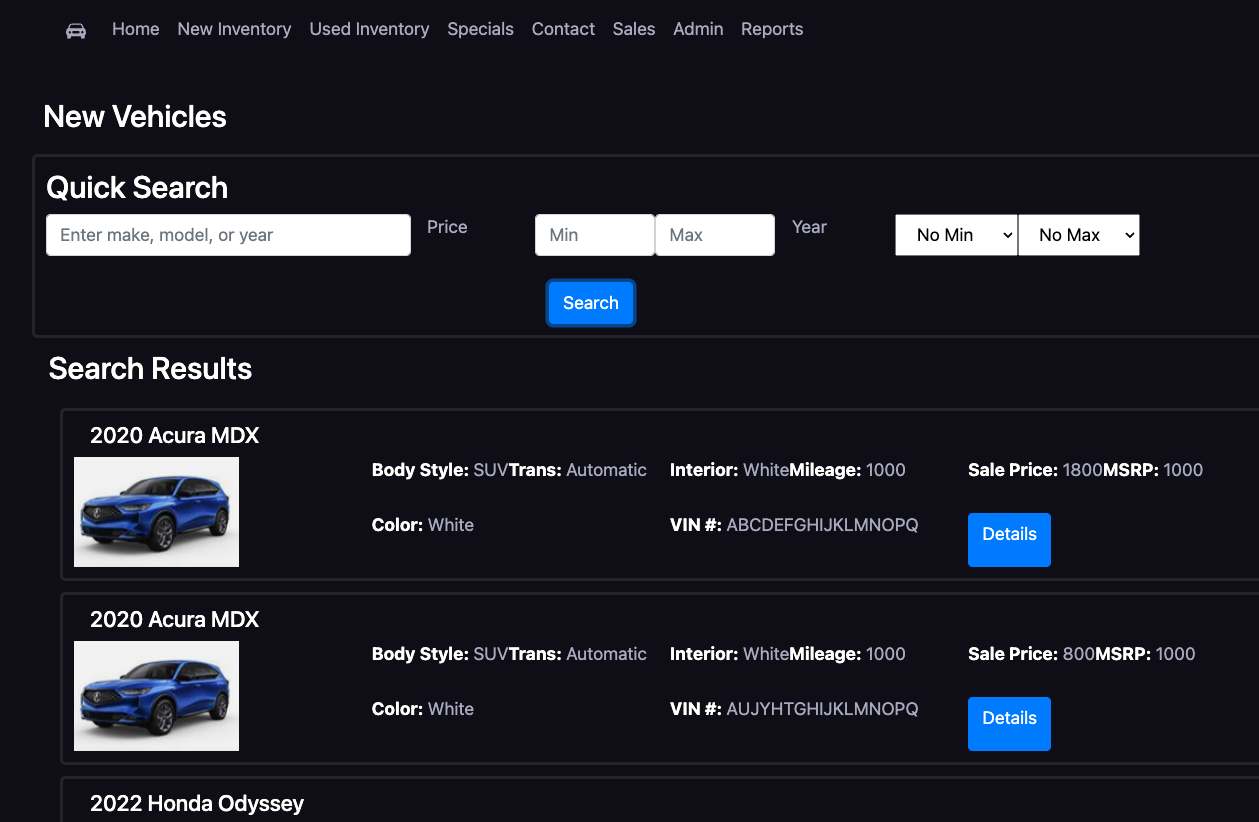 Home New Inventory Used Inventory Specials Contact Sales Admin Reports
New Vehicles
Quick Search
Enter make, model, or year Price Min Max Year No Min No Max
Search
Search Results
2020 Acura MDX
Body Style: SUVTrans: Automatic Interior: WhiteMileage: 1000 Sale Price: 1800MSRP: 1000
Color: White VIN #: ABCDEFGHIJKLMNOPQ Details
2020 Acura MDX
Body Style: SUVTrans: Automatic Interior: WhiteMileage: 1000 Sale Price: 800MSRP: 1000
Color: White VIN #: AUJYHTGHIJKLMNOPQ Details
2022 Honda Odyssey